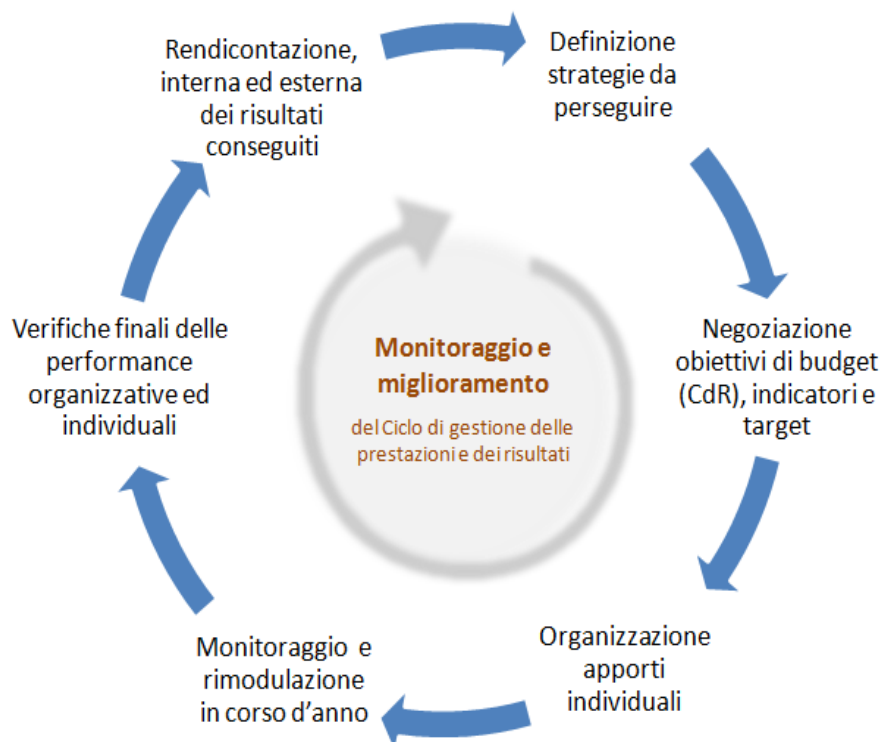 Rendicontazione,
interna ed esterna
dei risultati
conseguiti
Definizione
strategie da
perseguire
Negoziazione
obiettivi di budget
(CdR), indicatori e
target
Organizzazione
apporti
individuali
Monitoraggio e
rimodulazione
in corso d'anno
Verifiche finali delle
performance
organizzative ed
individuali
Monitoraggio e
miglioramento
del Ciclo di gestione delle
prestazioni e dei risultati